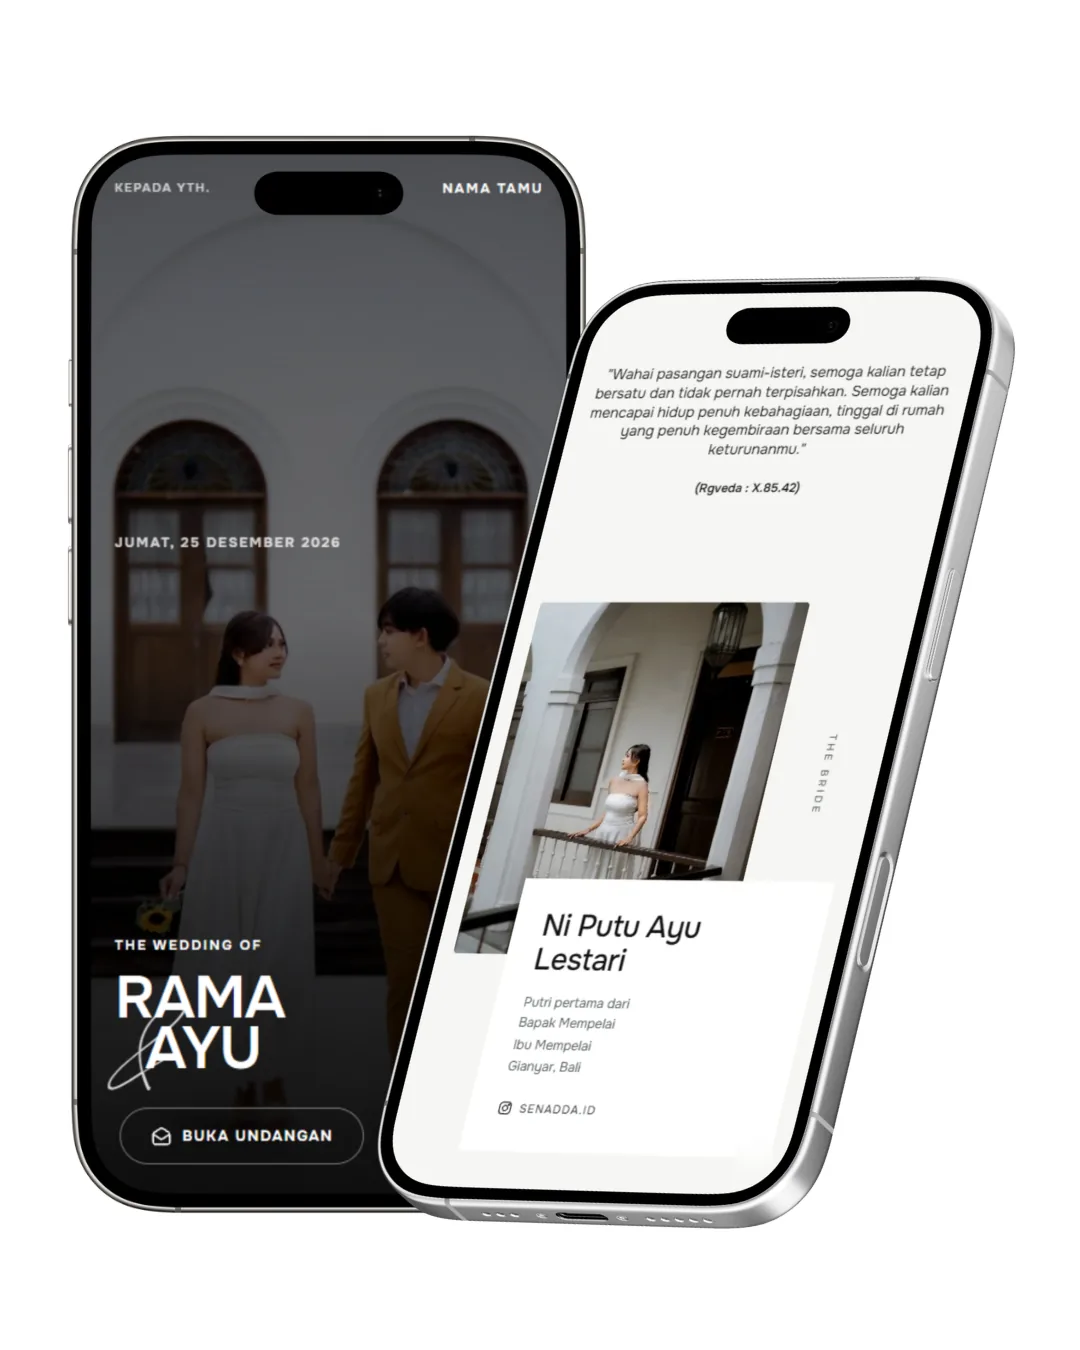 KEPADA YTH.
NAMA TAMU
JUMAT, 25 DESEMBER 2026
THE WEDDING OF
RAMA
&
AYU
BUKA UNDANGAN
"Wahai pasangan suami-isteri, semoga kalian tetap
bersatu dan tidak pernah terpisahkan. Semoga kalian
mencapai hidup penuh kebahagiaan, tinggal di rumah
yang penuh kegembiraan bersama seluruh
keturunanmu."
(Rgveda : X.85.42)
THE BRIDE
Ni Putu Ayu
Lestari
Putri pertama dari
Bapak Mempelai
Ibu Mempelai
Gianyar, Bali
SENADDA.ID